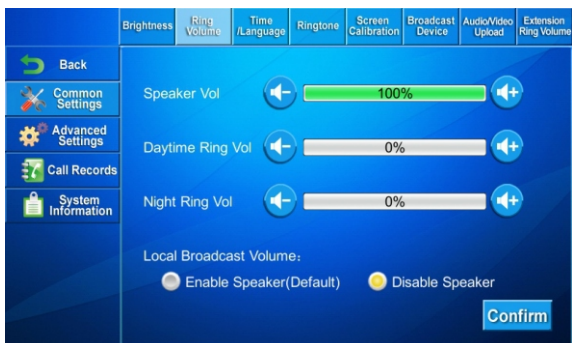 Brightness
Ring
Volume
Time
/Language
Ringtone
Screen
Calibration
Broadcast
Device
Audio/Video
Upload
Extension
Ring Volume
Back
Common
Settings
Advanced
Settings
Call Records
System
Information
Speaker Vol
100%
Daytime Ring Vol
0%
Night Ring Vol
0%
Local Broadcast Volume：
Enable Speaker(Default)
Disable Speaker
Confirm